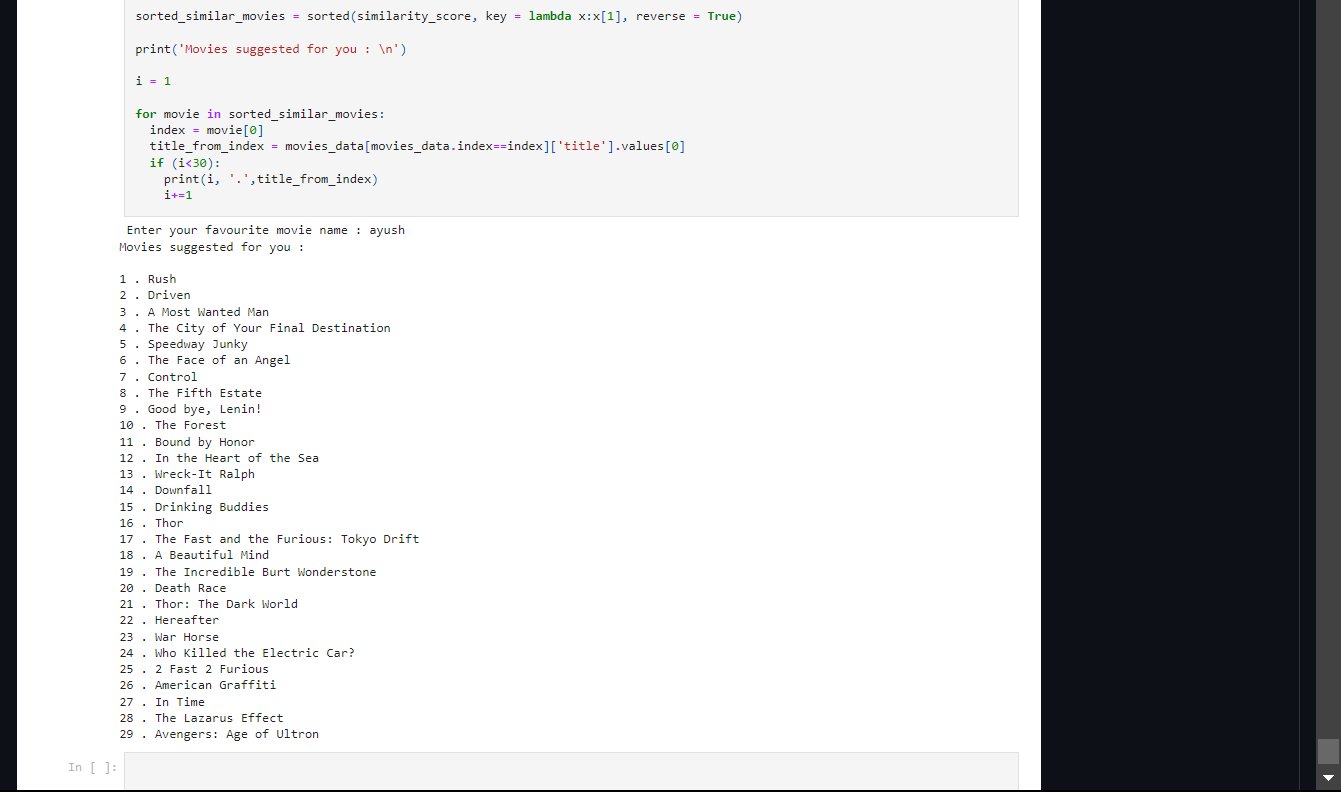 sorted_similar_movies = sorted(similarity_score, key = lambda x:x[1], reverse = True)
print('Movies suggested for you : \n')
i = 1
for movie in sorted_similar_movies:
  index = movie[0]
  title_from_index = movies_data[movies_data.index==index]['title'].values[0]
  if (i<30):
    print(i, '.',title_from_index)
    i+=1
Enter your favourite movie name : ayush
Movies suggested for you :
1 . Rush
2 . Driven
3 . A Most Wanted Man
4 . The City of Your Final Destination
5 . Speedway Junky
6 . The Face of an Angel
7 . Control
8 . The Fifth Estate
9 . Good bye, Lenin!
10 . The Forest
11 . Bound by Honor
12 . In the Heart of the Sea
13 . Wreck-It Ralph
14 . Downfall
15 . Drinking Buddies
16 . Thor
17 . The Fast and the Furious: Tokyo Drift
18 . A Beautiful Mind
19 . The Incredible Burt Wonderstone
20 . Death Race
21 . Thor: The Dark World
22 . Hereafter
23 . War Horse
24 . Who Killed the Electric Car?
25 . 2 Fast 2 Furious
26 . American Graffiti
27 . In Time
28 . The Lazarus Effect
29 . Avengers: Age of Ultron
In [ ]: